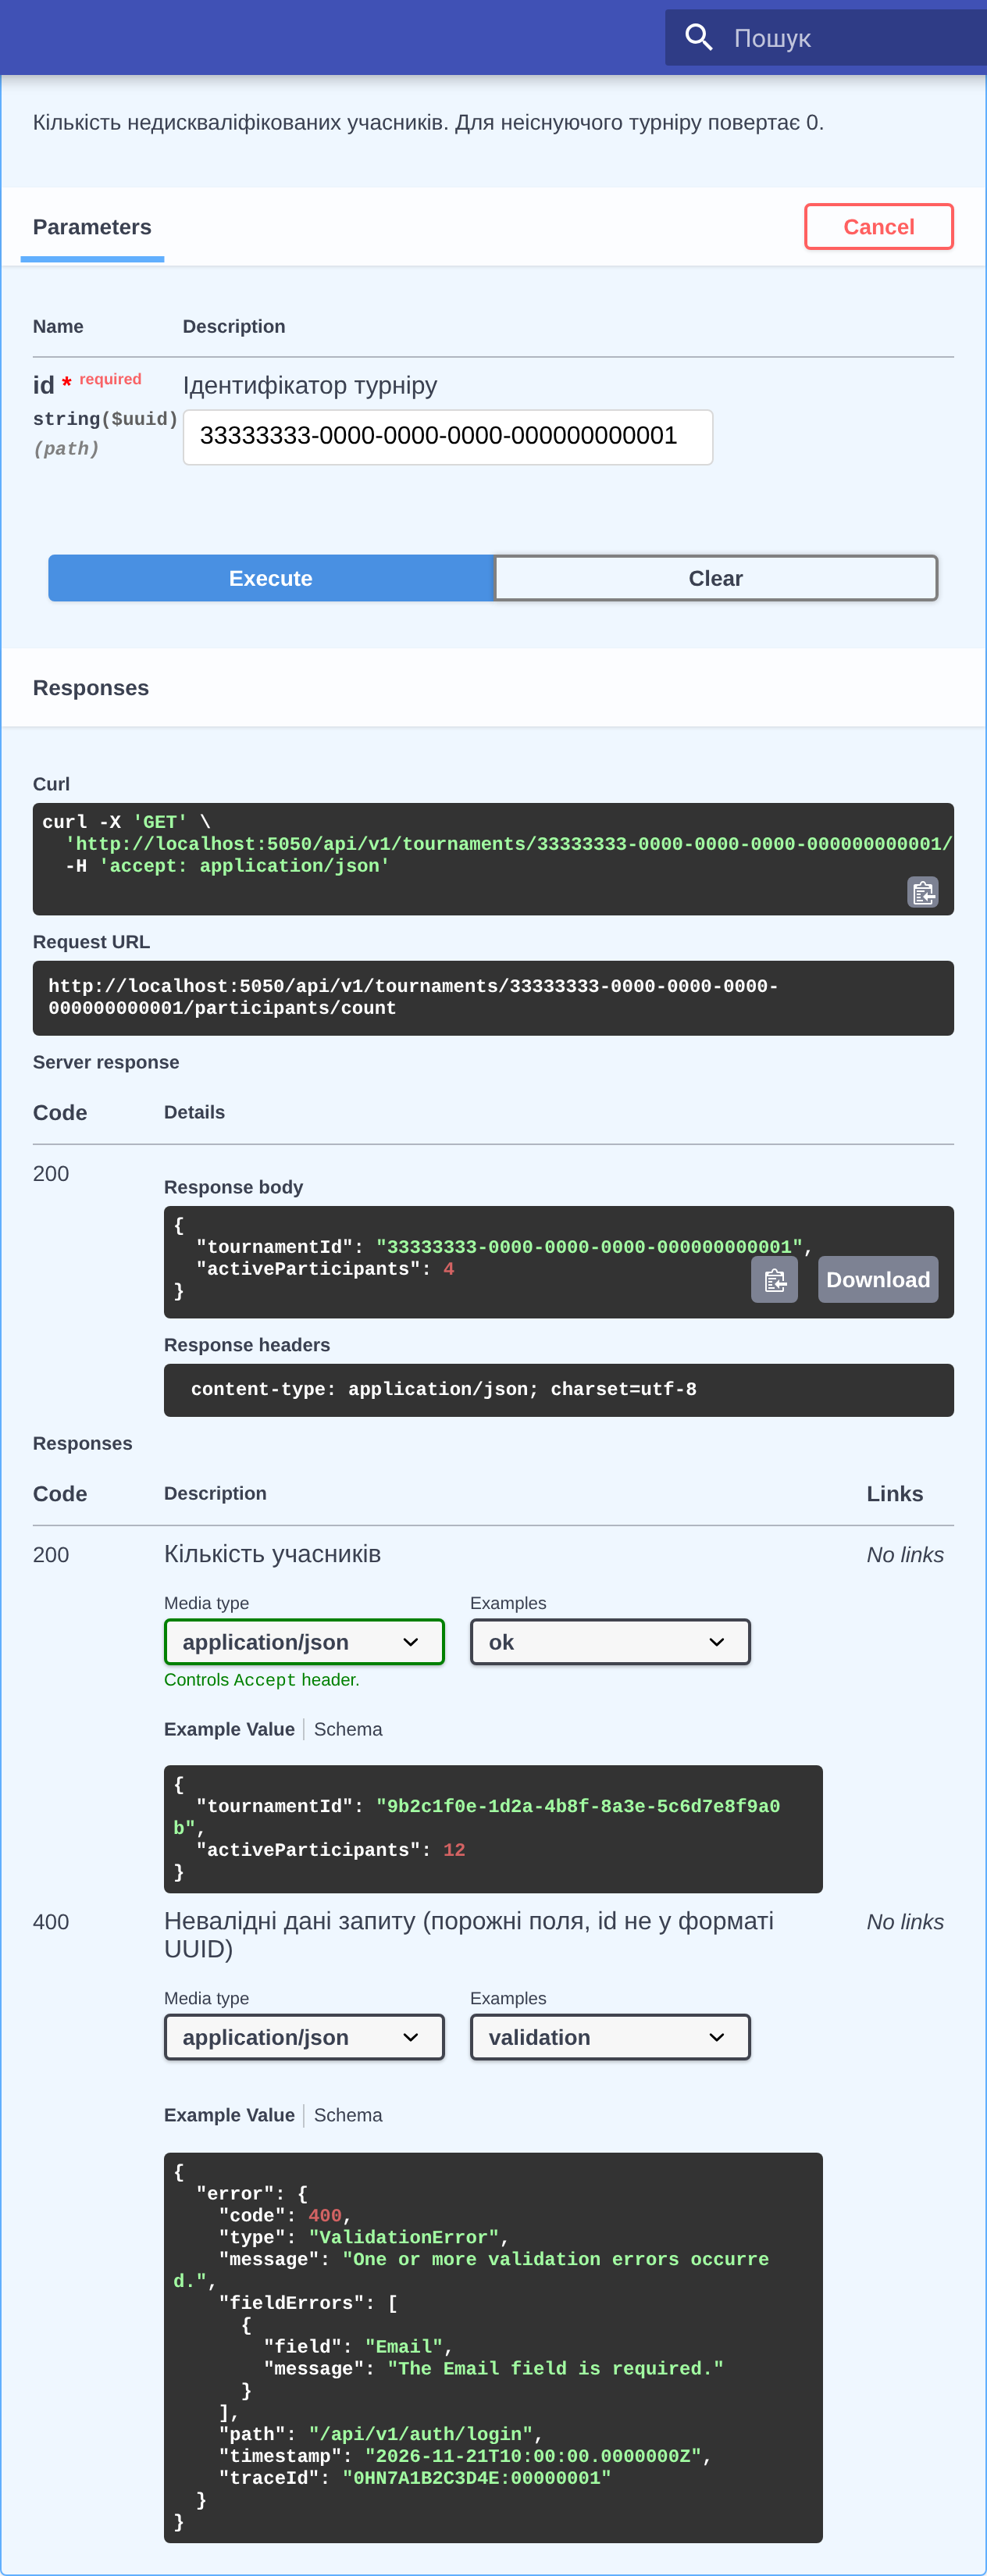 Пошук
Кількість недискваліфікованих учасників. Для неіснуючого турніру повертає 0.
Parameters
Cancel
Name Description
id * required
Ідентифікатор турніру
string($uuid)
33333333-0000-0000-0000-000000000001
(path)
Execute Clear
Responses
Curl
curl -X 'GET' \
  'http://localhost:5050/api/v1/tournaments/33333333-0000-0000-0000-000000000001/
  -H 'accept: application/json'
Request URL
http://localhost:5050/api/v1/tournaments/33333333-0000-0000-0000-
000000000001/participants/count
Server response
Code Details
200
Response body
{
  "tournamentId": "33333333-0000-0000-0000-000000000001",
  "activeParticipants": 4
}
Download
Response headers
content-type: application/json; charset=utf-8
Responses
Code Description Links
200 Кількість учасників No links
Media type Examples
application/json ok
Controls Accept header.
Example Value Schema
{
  "tournamentId": "9b2c1f0e-1d2a-4b8f-8a3e-5c6d7e8f9a0
b",
  "activeParticipants": 12
}
400 Невалідні дані запиту (порожні поля, id не у форматі No links
UUID)
Media type Examples
application/json validation
Example Value Schema
{
  "error": {
    "code": 400,
    "type": "ValidationError",
    "message": "One or more validation errors occurre
d.",
    "fieldErrors": [
      {
        "field": "Email",
        "message": "The Email field is required."
      }
    ],
    "path": "/api/v1/auth/login",
    "timestamp": "2026-11-21T10:00:00.0000000Z",
    "traceId": "0HN7A1B2C3D4E:00000001"
  }
}